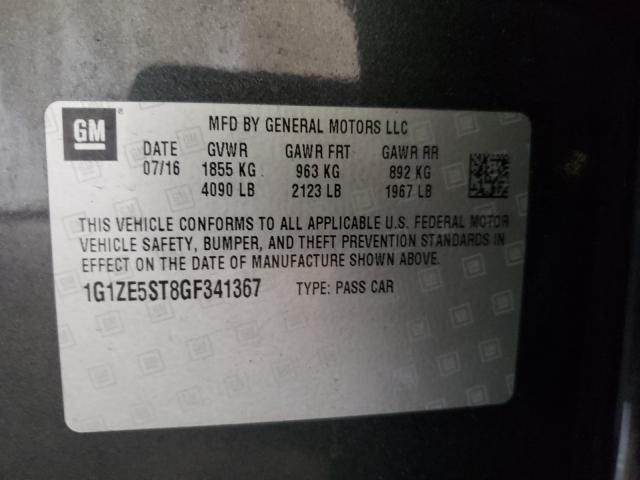 GM
MFD BY GENERAL MOTORS LLC
DATE GVWR GAWR FRT GAWR RR
07/16 1855 KG 963 KG 892 KG
4090 LB 2123 LB 1967 LB
THIS VEHICLE CONFORMS TO ALL APPLICABLE U.S. FEDERAL MOTOR
VEHICLE SAFETY, BUMPER, AND THEFT PREVENTION STANDARDS IN
EFFECT ON THE DATE OF MANUFACTURE SHOWN ABOVE.
1G1ZE5ST8GF341367 TYPE: PASS CAR